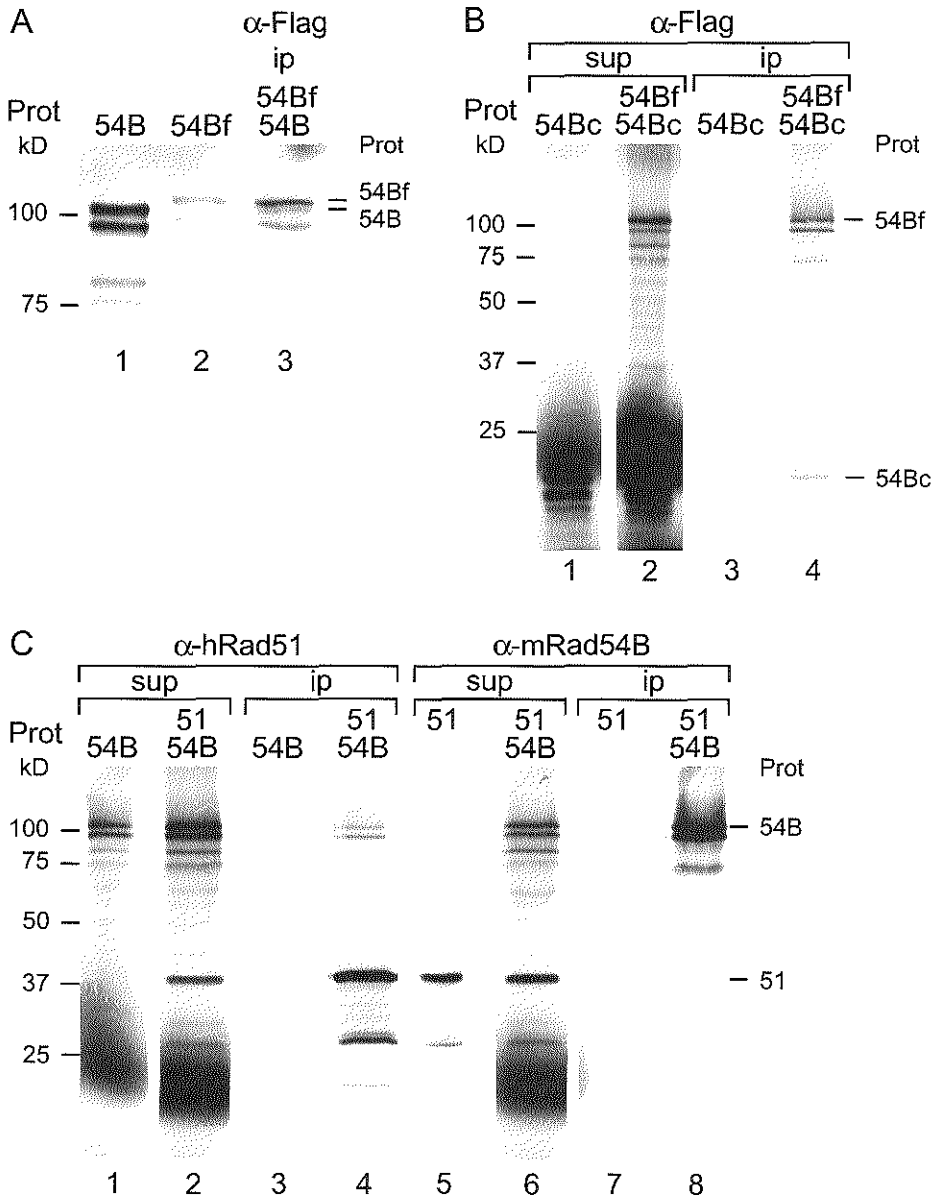 A
α-Flag
ip
54Bf
Prot 54B 54Bf 54B
kD Prot
54Bf
100
54B
75
1 2 3
B
α-Flag
sup ip
54Bf 54Bf
Prot 54Bc 54Bc 54Bc 54Bc
kD Prot
100 54Bf
75
50
37
25
54Bc
1 2 3 4
C
α-hRad51 α-mRad54B
sup ip sup ip
51 51 51 51 51 51
Prot 54B 54B 54B 54B 54B 54B
kD Prot
100 54B
75
50
37 51
25
1 2 3 4 5 6 7 8